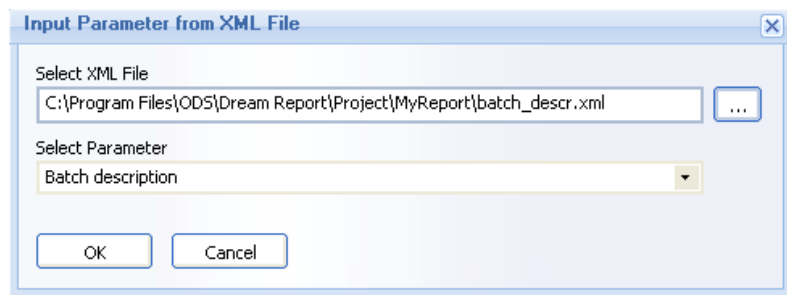 Input Parameter from XML File
Select XML File
C:\Program Files\ODS\Dream Report\Project\MyReport\batch_descr.xml
...
Select Parameter
Batch description
OK Cancel